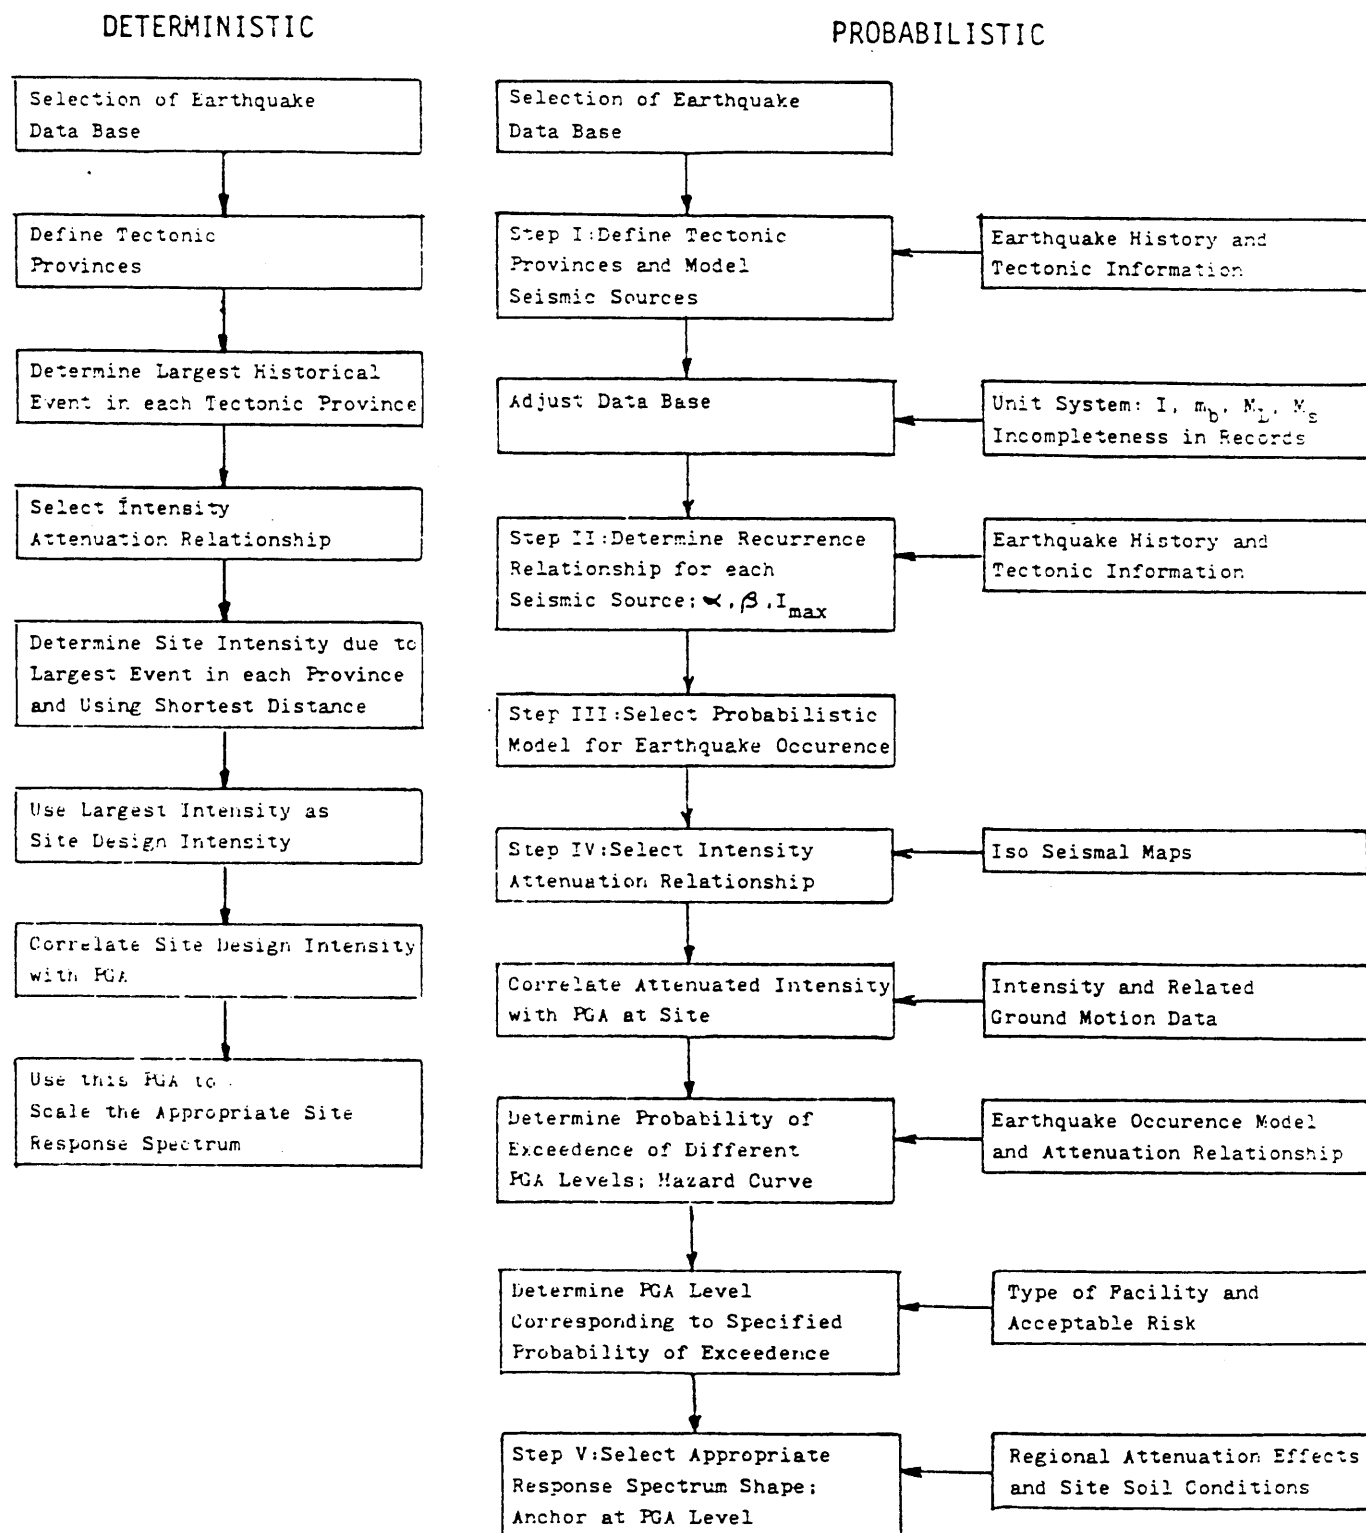 DETERMINISTIC
Selection of Earthquake
Data Base
Define Tectonic
Provinces
Determine Largest Historical
Event in each Tectonic Province
Select Intensity
Attenuation Relationship
Determine Site Intensity due to
Largest Event in each Province
and Using Shortest Distance
Use Largest Intensity as
Site Design Intensity
Correlate Site Design Intensity
with PGA
Use this PGA to
Scale the Appropriate Site
Response Spectrum
PROBABILISTIC
Selection of Earthquake
Data Base
Step I:Define Tectonic
Provinces and Model
Seismic Sources
Earthquake History and
Tectonic Information
Adjust Data Base
Unit System: I, m_b, M_L, M_s
Incompleteness in Records
Step II:Determine Recurrence
Relationship for each
Seismic Source; α, β, I_max
Earthquake History and
Tectonic Information
Step III:Select Probabilistic
Model for Earthquake Occurence
Step IV:Select Intensity
Attenuation Relationship
Iso Seismal Maps
Correlate Attenuated Intensity
with PGA at Site
Intensity and Related
Ground Motion Data
Determine Probability of
Exceedence of Different
PGA Levels; Hazard Curve
Earthquake Occurence Model
and Attenuation Relationship
Determine PGA Level
Corresponding to Specified
Probability of Exceedence
Type of Facility and
Acceptable Risk
Step V:Select Appropriate
Response Spectrum Shape;
Anchor at PGA Level
Regional Attenuation Effects
and Site Soil Conditions